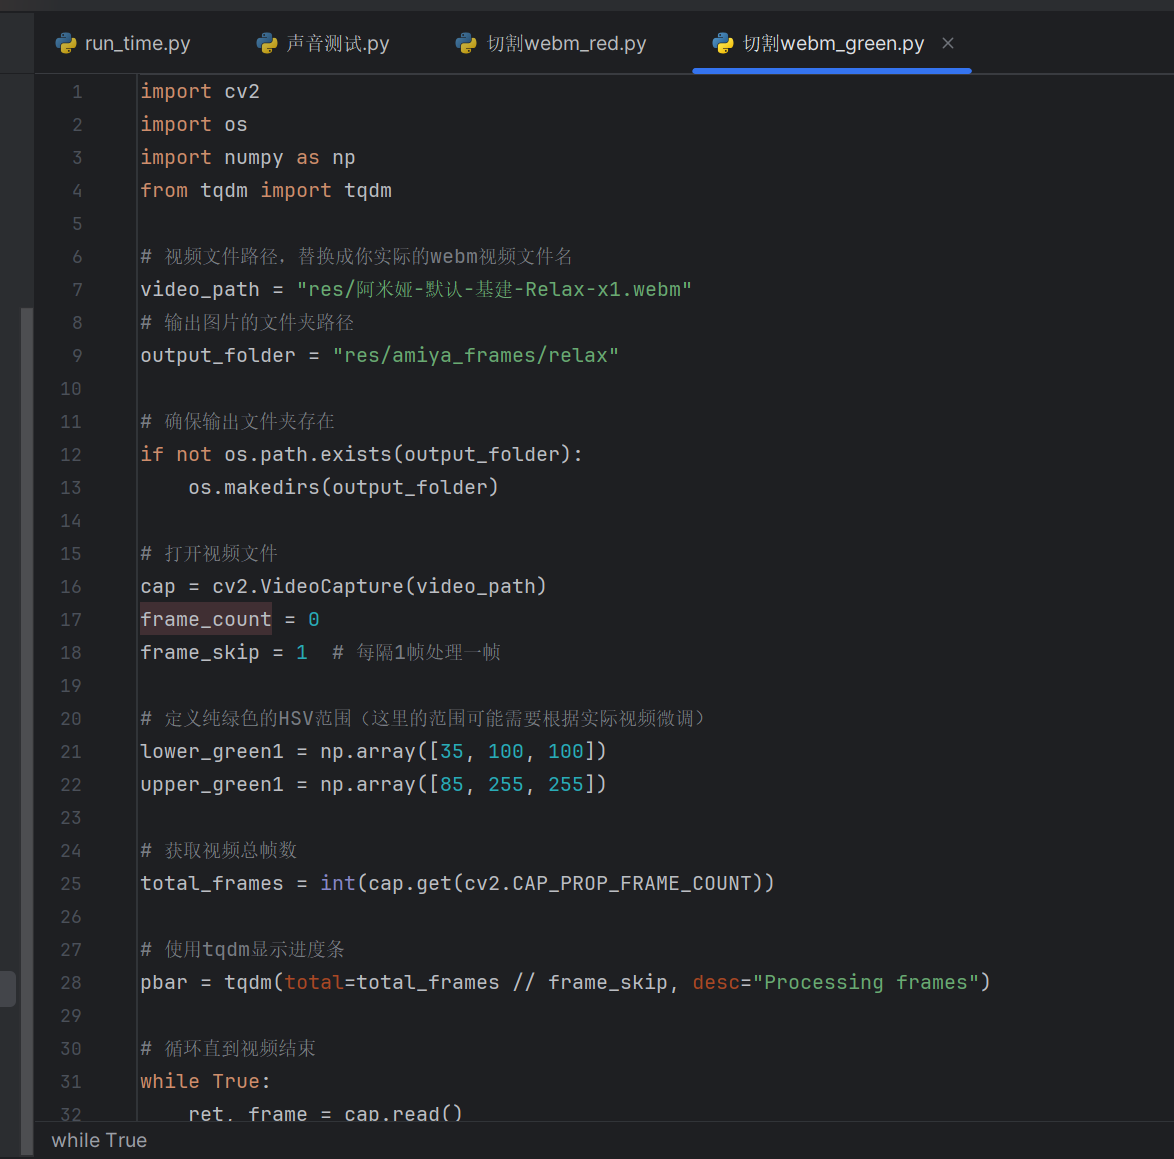 run_time.py 声音测试.py 切割webm_red.py 切割webm_green.py
1 import cv2
2 import os
3 import numpy as np
4 from tqdm import tqdm
5
6 # 视频文件路径，替换成你实际的webm视频文件名
7 video_path = "res/阿米娅-默认-基建-Relax-x1.webm"
8 # 输出图片的文件夹路径
9 output_folder = "res/amiya_frames/relax"
10
11 # 确保输出文件夹存在
12 if not os.path.exists(output_folder):
13     os.makedirs(output_folder)
14
15 # 打开视频文件
16 cap = cv2.VideoCapture(video_path)
17 frame_count = 0
18 frame_skip = 1  # 每隔1帧处理一帧
19
20 # 定义纯绿色的HSV范围（这里的范围可能需要根据实际视频微调）
21 lower_green1 = np.array([35, 100, 100])
22 upper_green1 = np.array([85, 255, 255])
23
24 # 获取视频总帧数
25 total_frames = int(cap.get(cv2.CAP_PROP_FRAME_COUNT))
26
27 # 使用tqdm显示进度条
28 pbar = tqdm(total=total_frames // frame_skip, desc="Processing frames")
29
30 # 循环直到视频结束
31 while True:
32     ret, frame = cap.read()
while True